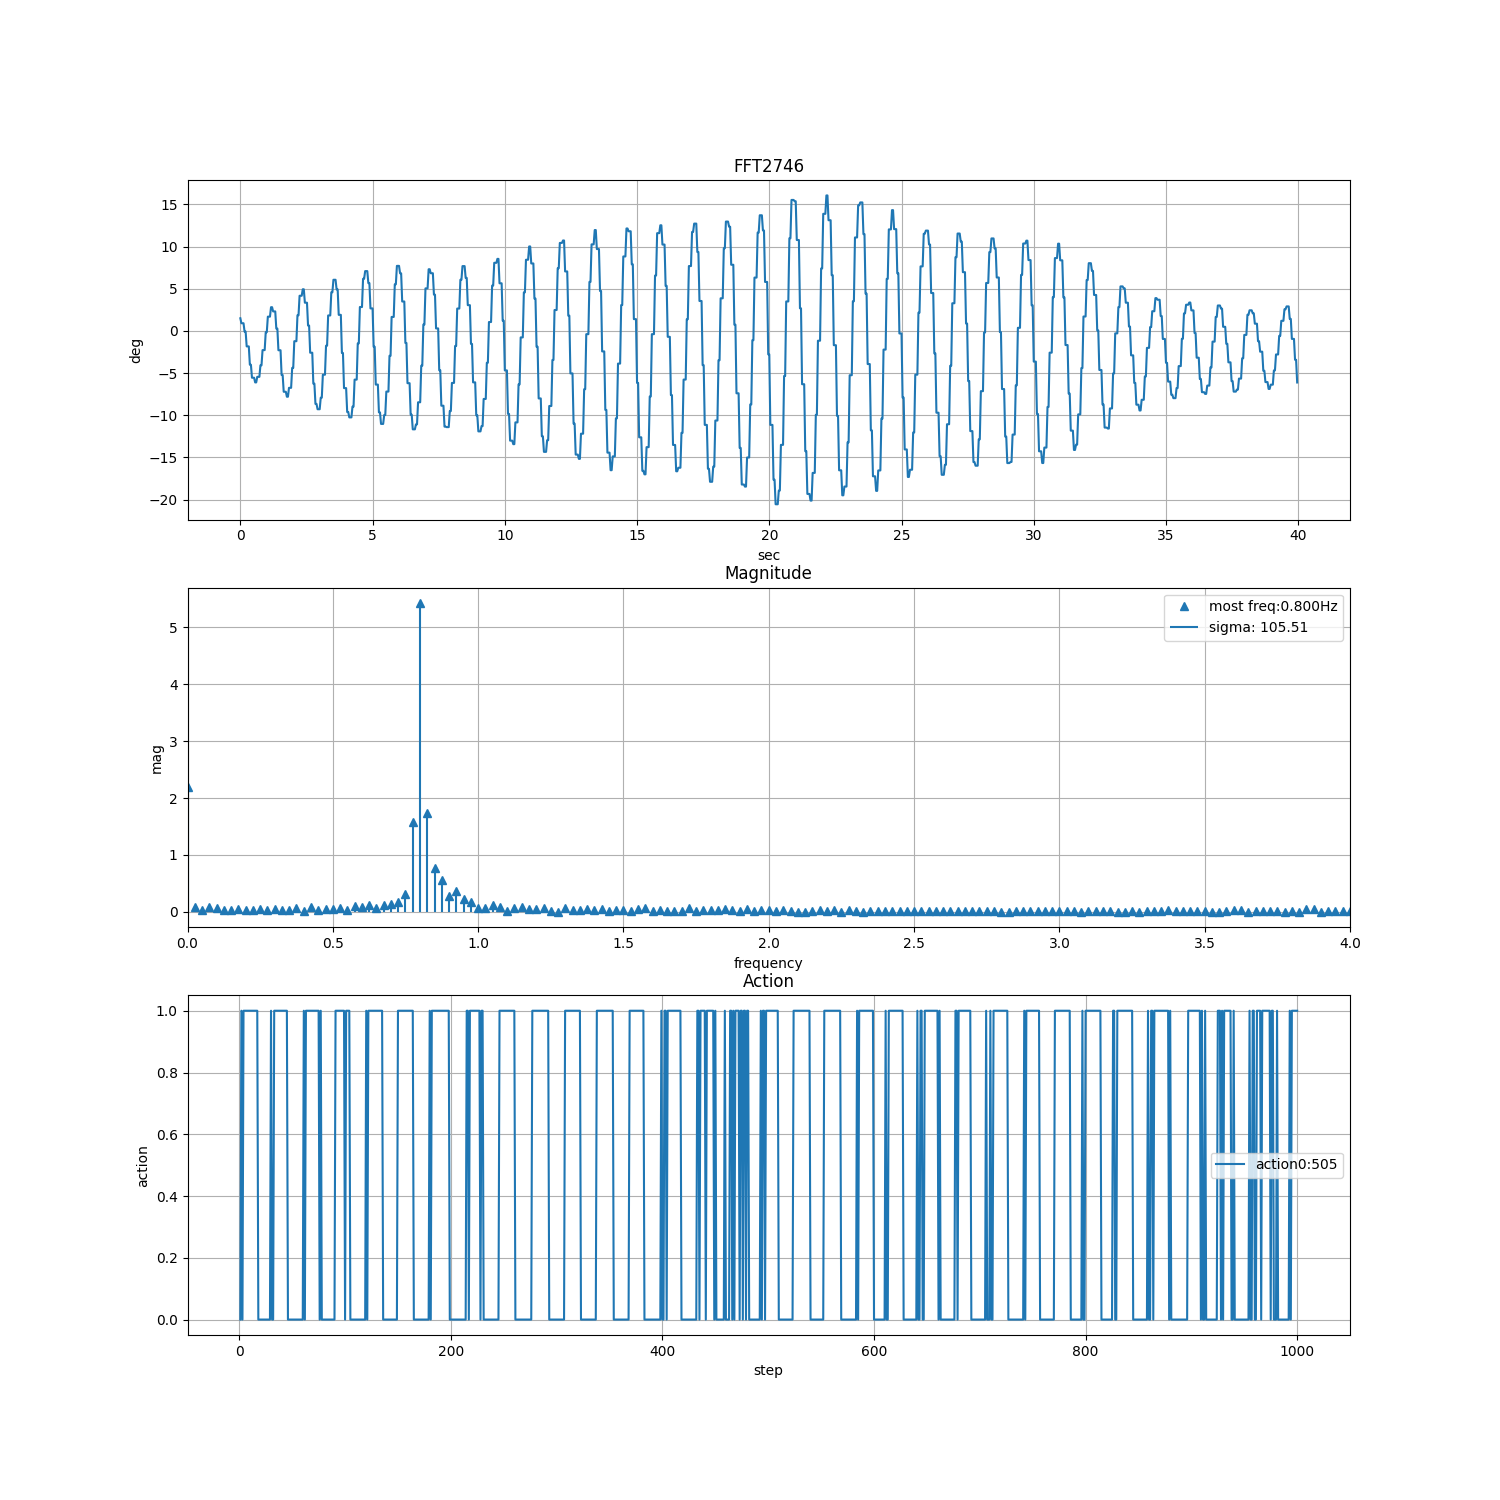 FFT2746
15
10
5
0
−5
−10
−15
−20
deg
0 5 10 15 20 25 30 35 40
sec
Magnitude
most freq:0.800Hz
sigma: 105.51
5
4
3
2
1
0
mag
0.0 0.5 1.0 1.5 2.0 2.5 3.0 3.5 4.0
frequency
Action
1.0
0.8
0.6
0.4
0.2
0.0
action
action0:505
0 200 400 600 800 1000
step